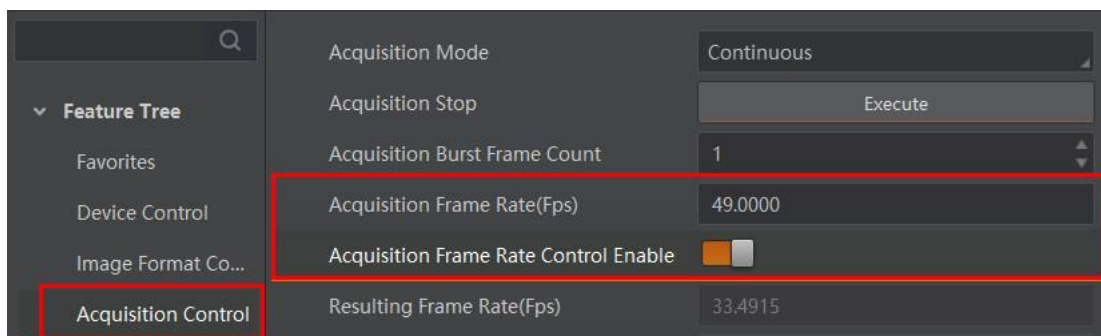 Feature Tree
Favorites
Device Control
Image Format Co...
Acquisition Control
Acquisition Mode Continuous
Acquisition Stop Execute
Acquisition Burst Frame Count 1
Acquisition Frame Rate(Fps) 49.0000
Acquisition Frame Rate Control Enable
Resulting Frame Rate(Fps) 33.4915